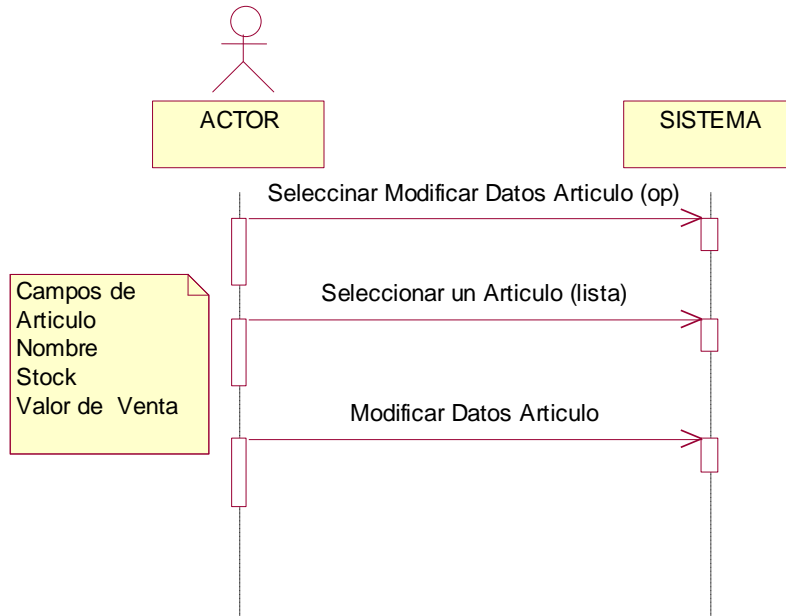 ACTOR
SISTEMA
Seleccinar Modificar Datos Articulo (op)
Seleccionar un Articulo (lista)
Modificar Datos Articulo
Campos de
Articulo
Nombre
Stock
Valor de Venta